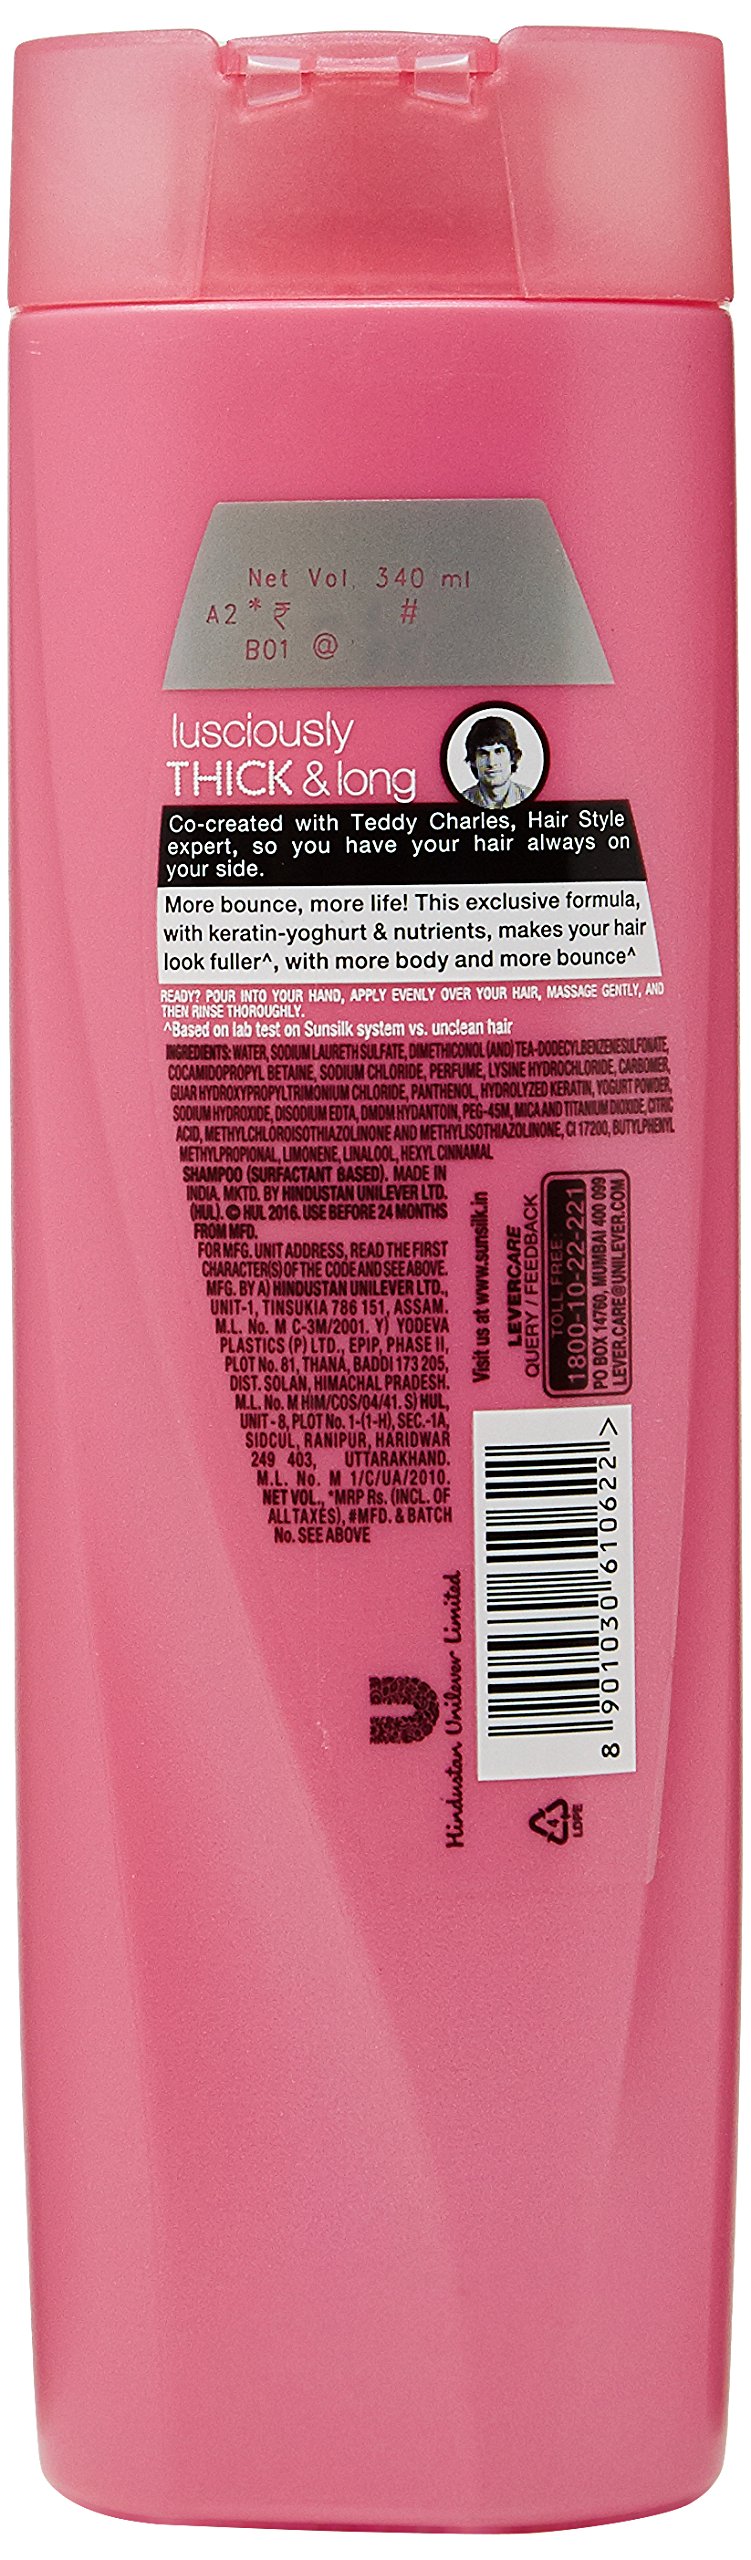 Net Vol. 340 ml
A2 * ₹ #
B01 @
lusciously
THICK & long
Co-created with Teddy Charles, Hair Style
expert, so you have your hair always on
your side.
More bounce, more life! This exclusive formula,
with keratin-yoghurt & nutrients, makes your hair
look fuller^, with more body and more bounce^
READY? POUR INTO YOUR HAND, APPLY EVENLY OVER YOUR HAIR, MASSAGE GENTLY, AND
THEN RINSE THOROUGHLY.
^Based on lab test on Sunsilk system vs. unclean hair
INGREDIENTS: WATER, SODIUM LAURETH SULFATE, DIMETHICONOL (AND) TEA-DODECYLBENZENESULFONATE,
COCAMIDOPROPYL BETAINE, SODIUM CHLORIDE, PERFUME, LYSINE HYDROCHLORIDE, CARBOMER,
GUAR HYDROXYPROPYLTRIMONIUM CHLORIDE, PANTHENOL, HYDROLYZED KERATIN, YOGURT POWDER,
SODIUM HYDROXIDE, DISODIUM EDTA, DMDM HYDANTOIN, PEG-45M, MICA AND TITANIUM DIOXIDE, CITRIC
ACID, METHYLCHLOROISOTHIAZOLINONE AND METHYLISOTHIAZOLINONE, CI 17200, BUTYLPHENYL
METHYLPROPIONAL, LIMONENE, LINALOOL, HEXYL CINNAMAL
SHAMPOO (SURFACTANT BASED). MADE IN
INDIA. MKTD. BY HINDUSTAN UNILEVER LTD.
(HUL). © HUL 2016. USE BEFORE 24 MONTHS
FROM MFD.
FOR MFG. UNIT ADDRESS, READ THE FIRST
CHARACTER(S) OF THE CODE AND SEE ABOVE.
MFG. BY A) HINDUSTAN UNILEVER LTD.,
UNIT-1, TINSUKIA 786 151, ASSAM.
M.L. No. M C-3M/2001. Y) YODEVA
PLASTICS (P) LTD., EPIP, PHASE II,
PLOT No. 81, THANA, BADDI 173 205,
DIST. SOLAN, HIMACHAL PRADESH.
M.L. No. M HIM/COS/04/41. S) HUL,
UNIT - 8, PLOT No. 1-(1-H), SEC.-1A,
SIDCUL, RANIPUR, HARIDWAR
249 403, UTTARAKHAND.
M.L. No. M 1/C/UA/2010.
NET VOL., *MRP Rs. (INCL. OF
ALL TAXES), #MFD. & BATCH
No. SEE ABOVE
Visit us at www.sunsilk.in
LEVERCARE
QUERY / FEEDBACK
TOLL FREE:
1800-10-22-221
PO BOX 14760, MUMBAI 400 099
LEVER.CARE@UNILEVER.COM
8 901030 610622 >
Hindustan Unilever Limited
4
LDPE